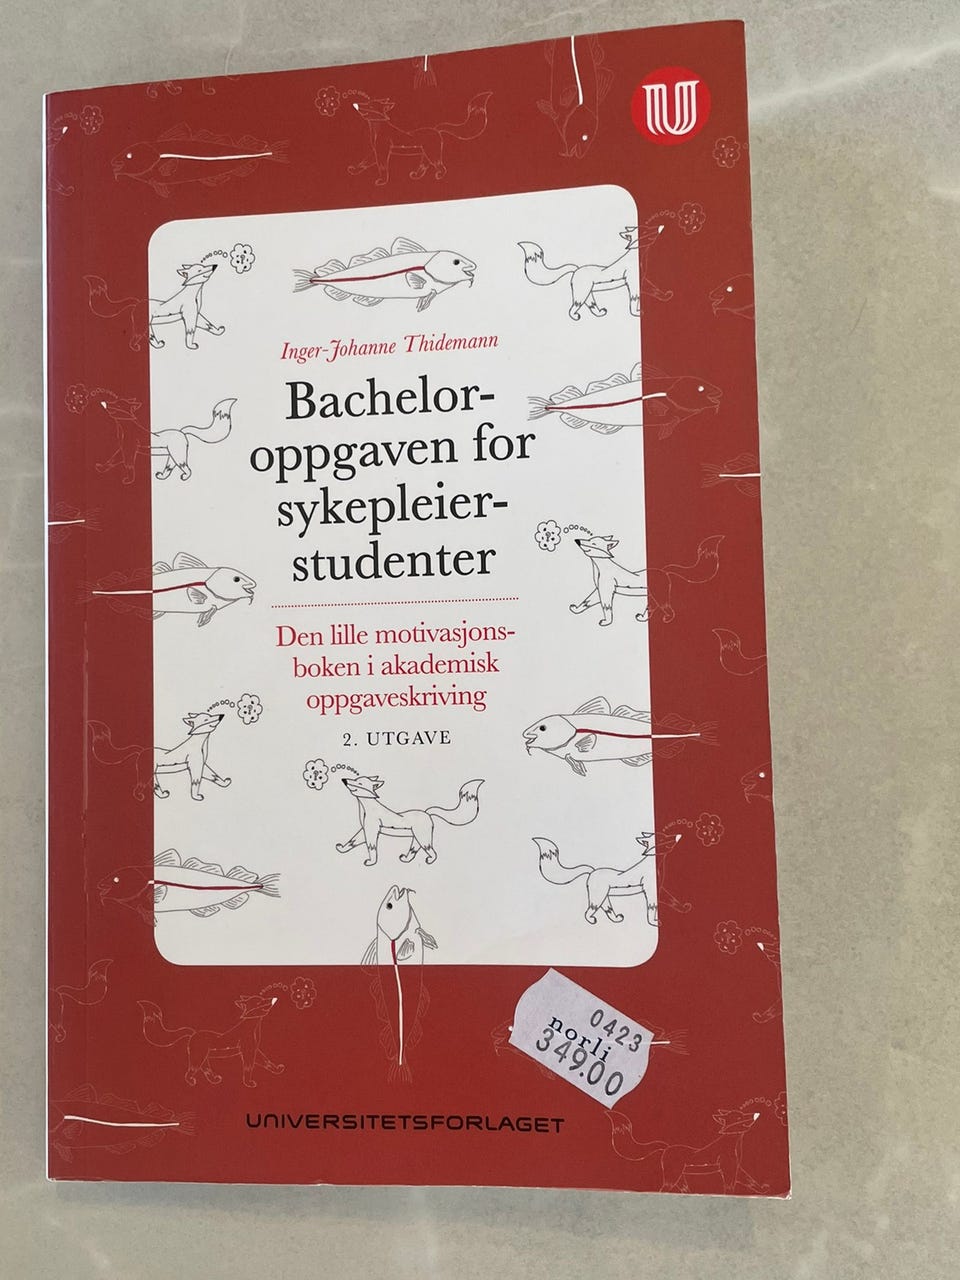 U
Inger-Johanne Thidemann
Bachelor-
oppgaven for
sykepleier-
studenter
Den lille motivasjons-
boken i akademisk
oppgaveskriving
2. UTGAVE
0423
norli
349.00
UNIVERSITETSFORLAGET